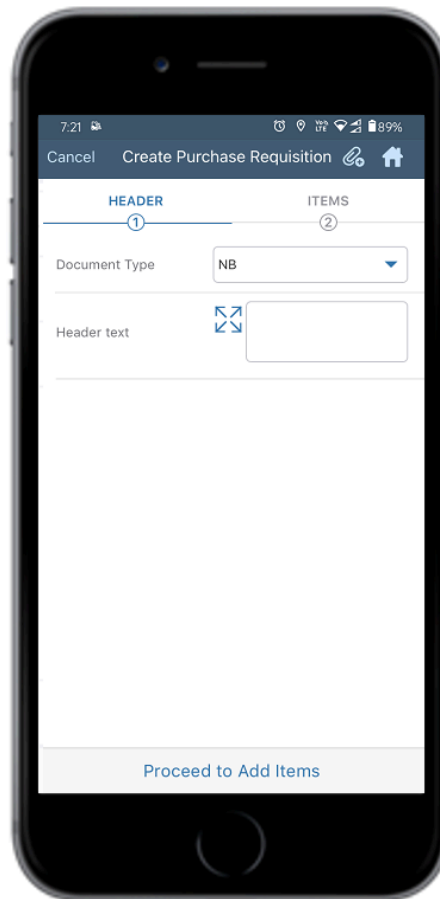 7:21 89%
Cancel Create Purchase Requisition
HEADER ITEMS
1 2
Document Type NB
Header text
Proceed to Add Items